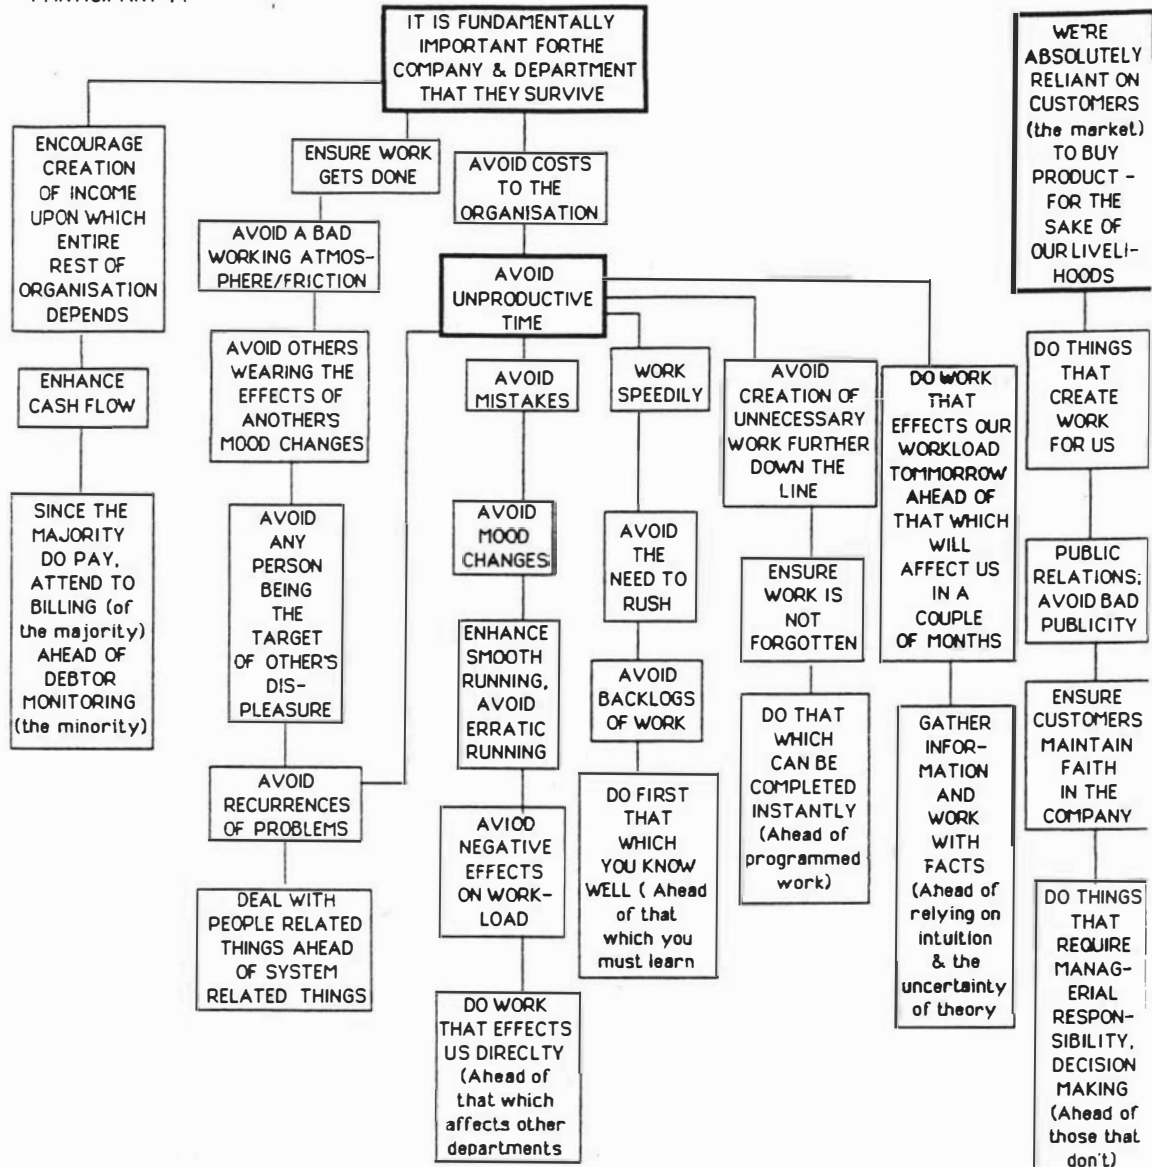 IT IS FUNDAMENTALLY
IMPORTANT FORTHE
COMPANY & DEPARTMENT
THAT THEY SURVIVE
WE'RE
ABSOLUTELY
RELIANT ON
CUSTOMERS
(the market)
TO BUY
PRODUCT -
FOR THE
SAKE OF
OUR LIVELI-
HOODS
ENCOURAGE
CREATION
OF INCOME
UPON WHICH
ENTIRE
REST OF
ORGANISATION
DEPENDS
ENSURE WORK
GETS DONE
AVOID COSTS
TO THE
ORGANISATION
AVOID A BAD
WORKING ATMOS-
PHERE/FRICTION
AVOID
UNPRODUCTIVE
TIME
ENHANCE
CASH FLOW
AVOID OTHERS
WEARING THE
EFFECTS OF
ANOTHER'S
MOOD CHANGES
AVOID
MISTAKES
WORK
SPEEDILY
AVOID
CREATION OF
UNNECESSARY
WORK FURTHER
DOWN THE
LINE
DO WORK
THAT
EFFECTS OUR
WORKLOAD
TOMMORROW
AHEAD OF
THAT WHICH
WILL
AFFECT US
IN A
COUPLE
OF MONTHS
DO THINGS
THAT
CREATE
WORK
FOR US
SINCE THE
MAJORITY
DO PAY,
ATTEND TO
BILLING (of
the majority)
AHEAD OF
DEBTOR
MONITORING
(the minority)
AVOID
ANY
PERSON
BEING
THE
TARGET
OF OTHER'S
DIS-
PLEASURE
AVOID
MOOD
CHANGES
AVOID
THE
NEED TO
RUSH
ENSURE
WORK IS
NOT
FORGOTTEN
PUBLIC
RELATIONS;
AVOID BAD
PUBLICITY
ENHANCE
SMOOTH
RUNNING,
AVOID
ERRATIC
RUNNING
AVOID
BACKLOGS
OF WORK
DO THAT
WHICH
CAN BE
COMPLETED
INSTANTLY
(Ahead of
programmed
work)
GATHER
INFOR-
MATION
AND
WORK
WITH
FACTS
(Ahead of
relying on
intuition
& the
uncertainty
of theory
ENSURE
CUSTOMERS
MAINTAIN
FAITH
IN THE
COMPANY
AVOID
RECURRENCES
OF PROBLEMS
AVIOD
NEGATIVE
EFFECTS
ON WORK-
LOAD
DO FIRST
THAT
WHICH
YOU KNOW
WELL ( Ahead
of that
which you
must learn
DEAL WITH
PEOPLE RELATED
THINGS AHEAD
OF SYSTEM
RELATED THINGS
DO THINGS
THAT
REQUIRE
MANAG-
ERIAL
RESPON-
SIBILITY,
DECISION
MAKING
(Ahead of
those that
don't)
DO WORK
THAT EFFECTS
US DIRECLTY
(Ahead of
that which
affects other
departments